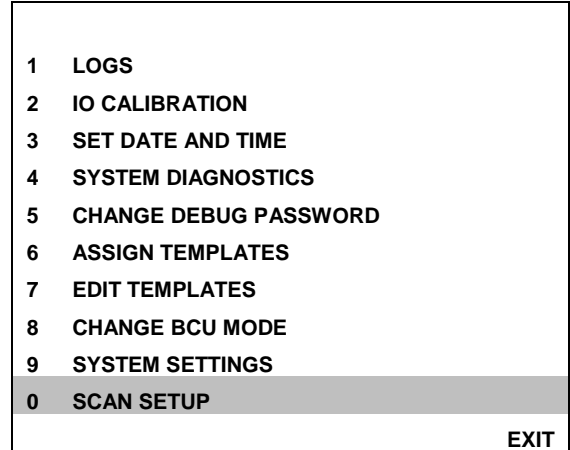 1 LOGS
2 IO CALIBRATION
3 SET DATE AND TIME
4 SYSTEM DIAGNOSTICS
5 CHANGE DEBUG PASSWORD
6 ASSIGN TEMPLATES
7 EDIT TEMPLATES
8 CHANGE BCU MODE
9 SYSTEM SETTINGS
0 SCAN SETUP
EXIT